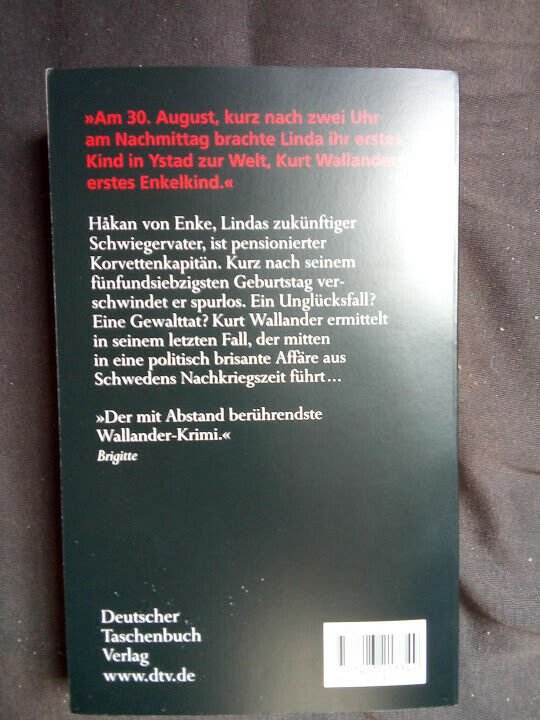 »Am 30. August, kurz nach zwei Uhr
am Nachmittag brachte Linda ihr erstes
Kind in Ystad zur Welt, Kurt Wallanders
erstes Enkelkind.«
Håkan von Enke, Lindas zukünftiger
Schwiegervater, ist pensionierter
Korvettenkapitän. Kurz nach seinem
fünfundsiebzigsten Geburtstag ver-
schwindet er spurlos. Ein Unglücksfall?
Eine Gewalttat? Kurt Wallander ermittelt
in seinem letzten Fall, der mitten
in eine politisch brisante Affäre aus
Schwedens Nachkriegszeit führt ...
»Der mit Abstand berührendste
Wallander-Krimi.«
Brigitte
Deutscher
Taschenbuch
Verlag
www.dtv.de